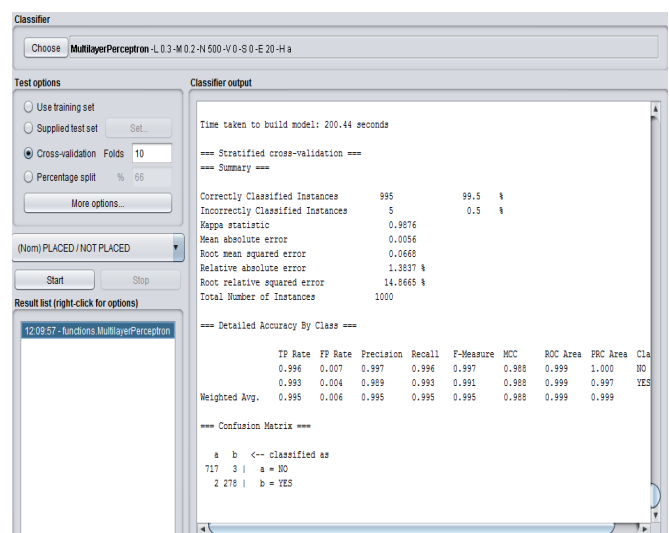 Classifier
Choose MultilayerPerceptron -L 0.3 -M 0.2 -N 500 -V 0 -S 0 -E 20 -H a
Test options
Use training set
Supplied test set Set...
Cross-validation Folds 10
Percentage split % 66
More options...
(Nom) PLACED / NOT PLACED
Start Stop
Result list (right-click for options)
12:09:57 - functions.MultilayerPerceptron
Classifier output
Time taken to build model: 200.44 seconds
=== Stratified cross-validation ===
=== Summary ===
Correctly Classified Instances 995 99.5 %
Incorrectly Classified Instances 5 0.5 %
Kappa statistic 0.9876
Mean absolute error 0.0056
Root mean squared error 0.0668
Relative absolute error 1.3837 %
Root relative squared error 14.8665 %
Total Number of Instances 1000
=== Detailed Accuracy By Class ===
TP Rate FP Rate Precision Recall F-Measure MCC ROC Area PRC Area Cla
0.996 0.007 0.997 0.996 0.997 0.988 0.999 1.000 NO
0.993 0.004 0.989 0.993 0.991 0.988 0.999 0.997 YES
Weighted Avg. 0.995 0.006 0.995 0.995 0.995 0.988 0.999 0.999
=== Confusion Matrix ===
a b <-- classified as
717 3 | a = NO
2 278 | b = YES